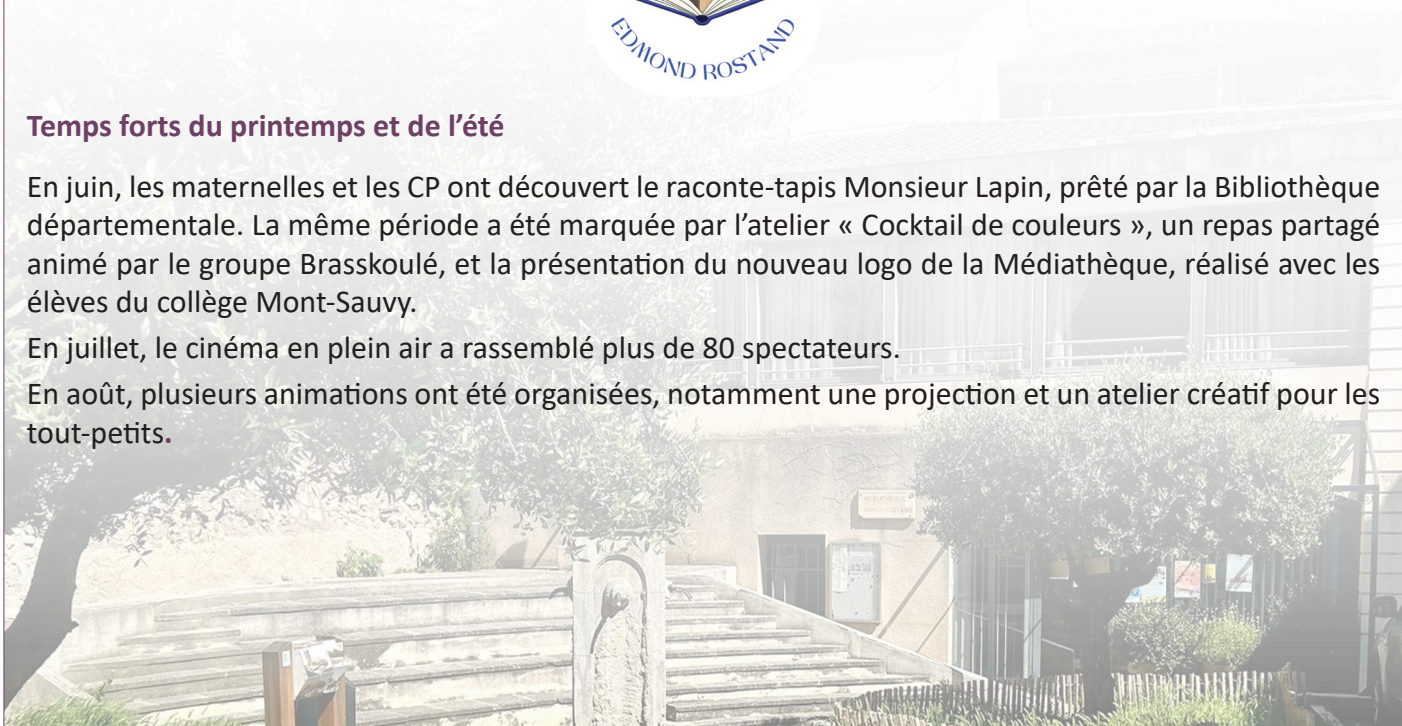 EDMOND ROSTAND
Temps forts du printemps et de l’été
En juin, les maternelles et les CP ont découvert le raconte-tapis Monsieur Lapin, prêté par la Bibliothèque
départementale. La même période a été marquée par l’atelier « Cocktail de couleurs », un repas partagé
animé par le groupe Brasskoulé, et la présentation du nouveau logo de la Médiathèque, réalisé avec les
élèves du collège Mont-Sauvy.
En juillet, le cinéma en plein air a rassemblé plus de 80 spectateurs.
En août, plusieurs animations ont été organisées, notamment une projection et un atelier créatif pour les
tout-petits.
MEDIATHEQUE